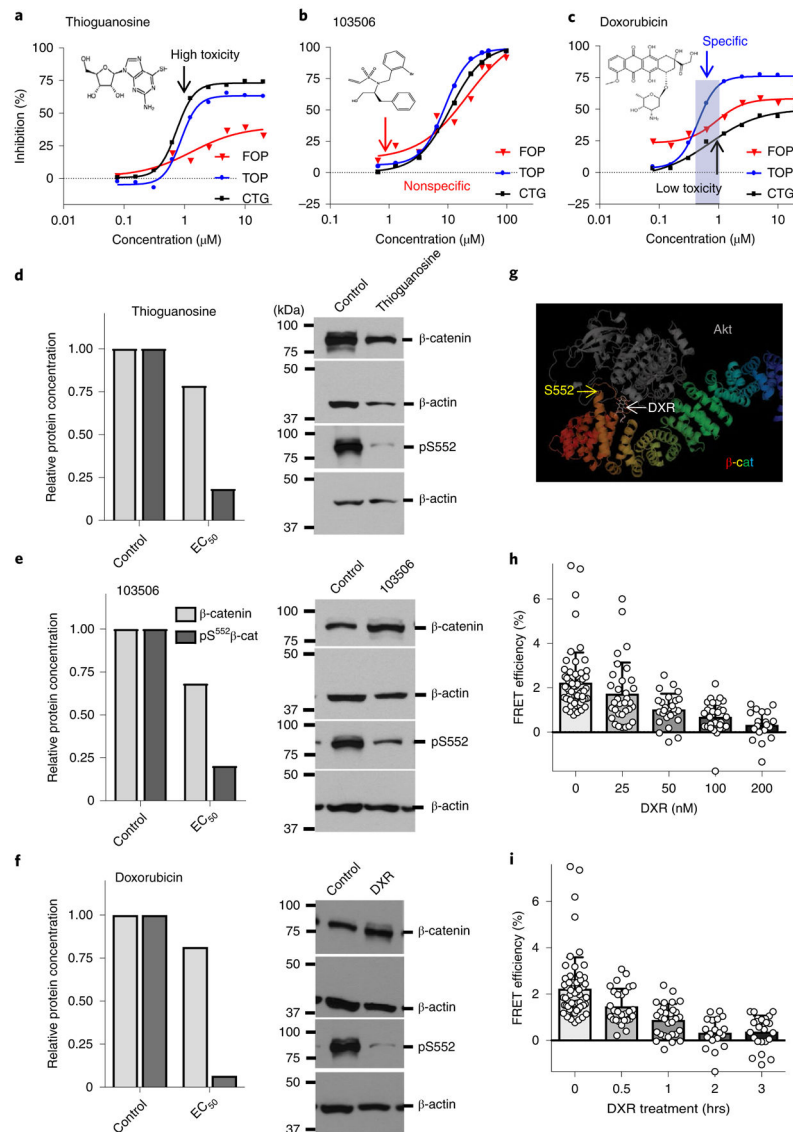 a
Thioguanosine
High toxicity
Inhibition (%)
100
75
50
25
0
−25
0.01
0.1
1
10
Concentration (μM)
FOP
TOP
CTG
b
103506
Nonspecific
100
75
50
25
0
−25
0.1
1
10
100
Concentration (μM)
FOP
TOP
CTG
c
Doxorubicin
Specific
Low toxicity
100
75
50
25
0
−25
0.01
0.1
1
10
Concentration (μM)
FOP
TOP
CTG
d
Thioguanosine
Relative protein concentration
1.00
0.75
0.50
0.25
0
Control
EC50
(kDa)
Control
Thioguanosine
100
75
β-catenin
50
37
β-actin
100
75
pS552
50
37
β-actin
g
Akt
S552
DXR
β-cat
e
103506
β-catenin
pS552β-cat
Relative protein concentration
1.00
0.75
0.50
0.25
0
Control
EC50
Control
103506
100
75
β-catenin
50
37
β-actin
100
75
pS552
50
37
β-actin
h
FRET efficiency (%)
6
4
2
0
0
25
50
100
200
DXR (nM)
f
Doxorubicin
Relative protein concentration
1.00
0.75
0.50
0.25
0
Control
EC50
Control
DXR
100
75
β-catenin
50
37
β-actin
100
75
pS552
50
37
β-actin
i
FRET efficiency (%)
6
4
2
0
0
0.5
1
2
3
DXR treatment (hrs)